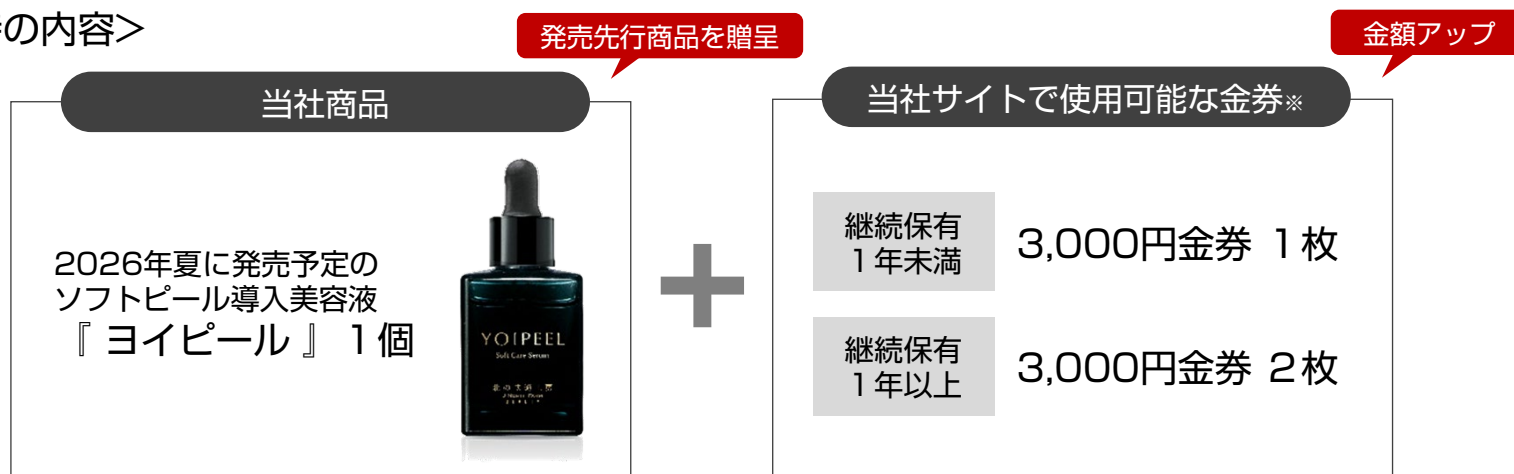 の内容>
発売先行商品を贈呈
金額アップ
当社商品
当社サイトで使用可能な金券※
2026年夏に発売予定の
ソフトピール導入美容液
『 ヨイピール 』 1個
YOIPEEL
Soft Care Serum
継続保有
1年未満
3,000円金券 1枚
継続保有
1年以上
3,000円金券 2枚